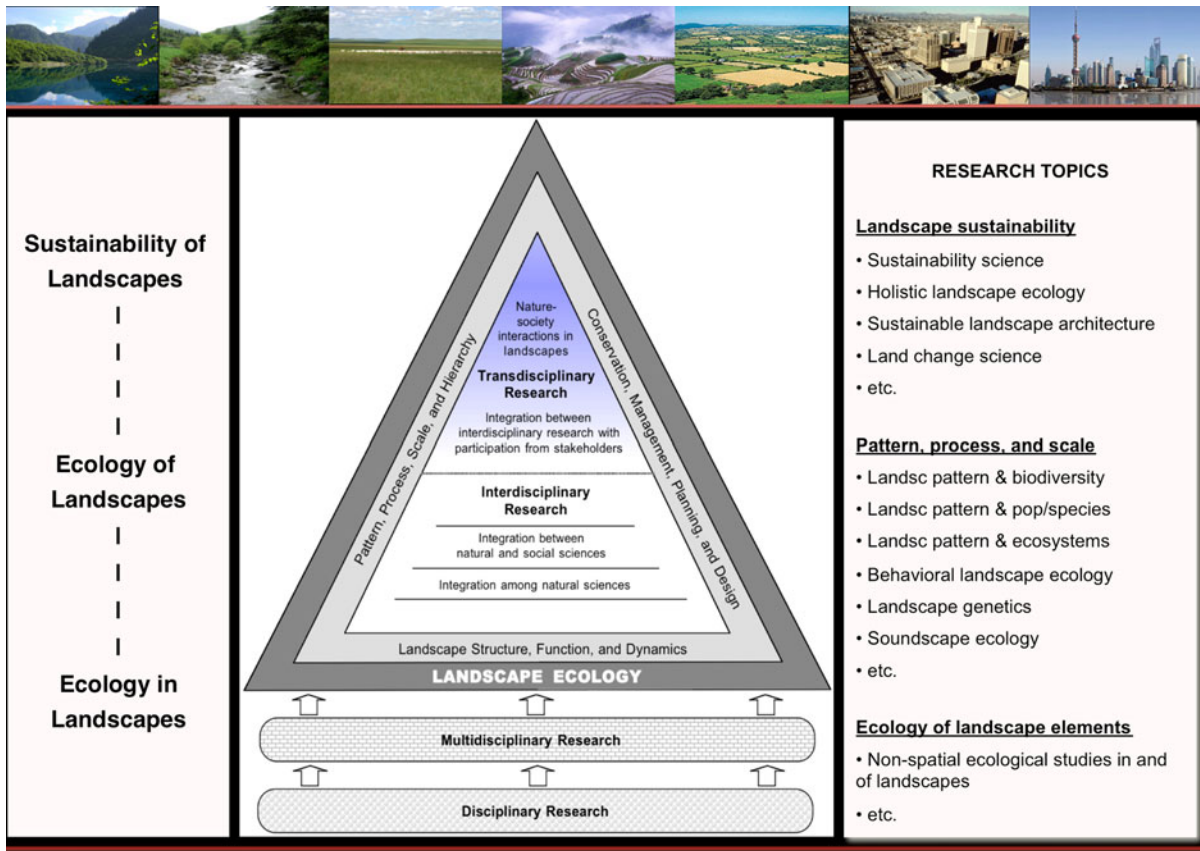 Sustainability of
Landscapes
Ecology of
Landscapes
Ecology in
Landscapes
Pattern, Process, Scale, and Hierarchy
Conservation, Management, Planning, and Design
Nature-
society
interactions in
landscapes
Transdisciplinary
Research
Integration between
interdisciplinary research with
participation from stakeholders
Interdisciplinary
Research
Integration between
natural and social sciences
Integration among natural sciences
Landscape Structure, Function, and Dynamics
LANDSCAPE ECOLOGY
Multidisciplinary Research
Disciplinary Research
RESEARCH TOPICS
Landscape sustainability
• Sustainability science
• Holistic landscape ecology
• Sustainable landscape architecture
• Land change science
• etc.
Pattern, process, and scale
• Landsc pattern & biodiversity
• Landsc pattern & pop/species
• Landsc pattern & ecosystems
• Behavioral landscape ecology
• Landscape genetics
• Soundscape ecology
• etc.
Ecology of landscape elements
• Non-spatial ecological studies in and
of landscapes
• etc.